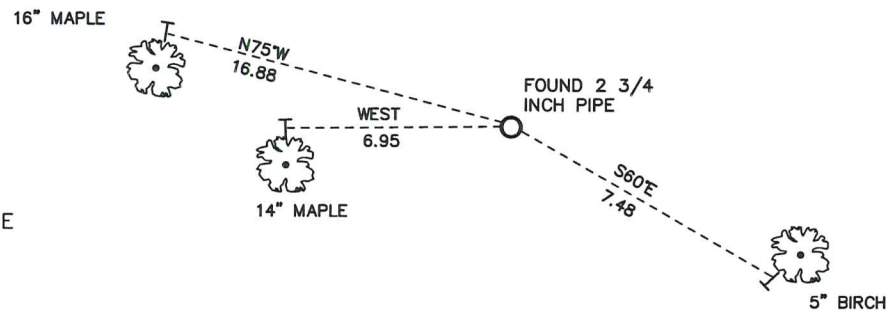 16" MAPLE
N75°W
16.88
FOUND 2 3/4
INCH PIPE
WEST
6.95
S60°E
7.48
14" MAPLE
E
5" BIRCH